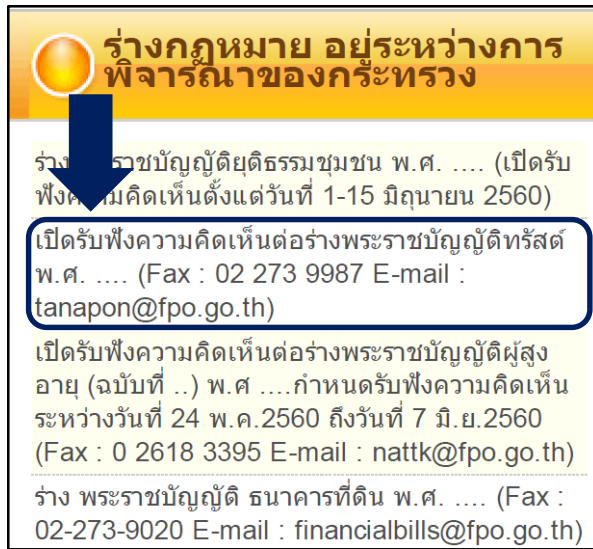 ร่างกฎหมาย อยู่ระหว่างการ
พิจารณาของกระทรวง
ร่าง ราชบัญญัติยุติธรรมชุมชน พ.ศ. .... (เปิดรับ
ฟัง มคิดเห็นตั้งแต่วันที่ 1-15 มิถุนายน 2560)
เปิดรับฟังความคิดเห็นต่อร่างพระราชบัญญัติทรัสต์
พ.ศ. .... (Fax : 02 273 9987 E-mail :
tanapon@fpo.go.th)
เปิดรับฟังความคิดเห็นต่อร่างพระราชบัญญัติผู้สูง
อายุ (ฉบับที่ ..) พ.ศ ....กำหนดรับฟังความคิดเห็น
ระหว่างวันที่ 24 พ.ค.2560 ถึงวันที่ 7 มิ.ย.2560
(Fax : 0 2618 3395 E-mail : nattk@fpo.go.th)
ร่าง พระราชบัญญัติ ธนาคารที่ดิน พ.ศ. .... (Fax :
02-273-9020 E-mail : financialbills@fpo.go.th)